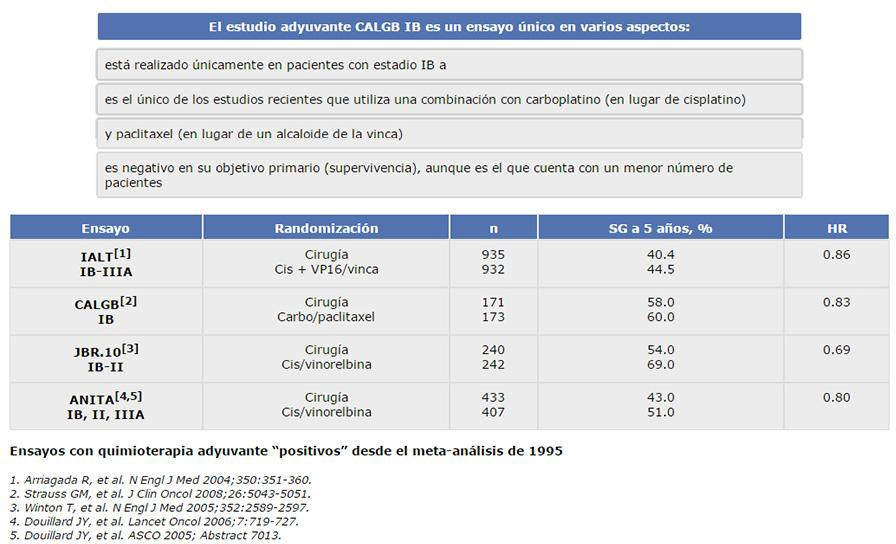 El estudio adyuvante CALGB IB es un ensayo único en varios aspectos:
está realizado únicamente en pacientes con estadio IB a
es el único de los estudios recientes que utiliza una combinación con carboplatino (en lugar de cisplatino)
y paclitaxel (en lugar de un alcaloide de la vinca)
es negativo en su objetivo primario (supervivencia), aunque es el que cuenta con un menor número de
pacientes
Ensayo Randomización n SG a 5 años, % HR
IALT[1] Cirugía 935 40.4 0.86
IB-IIIA Cis + VP16/vinca 932 44.5
CALGB[2] Cirugía 171 58.0 0.83
IB Carbo/paclitaxel 173 60.0
JBR.10[3] Cirugía 240 54.0 0.69
IB-II Cis/vinorelbina 242 69.0
ANITA[4,5] Cirugía 433 43.0 0.80
IB, II, IIIA Cis/vinorelbina 407 51.0
Ensayos con quimioterapia adyuvante “positivos” desde el meta-análisis de 1995
1. Arriagada R, et al. N Engl J Med 2004;350:351-360.
2. Strauss GM, et al. J Clin Oncol 2008;26:5043-5051.
3. Winton T, et al. N Engl J Med 2005;352:2589-2597.
4. Douillard JY, et al. Lancet Oncol 2006;7:719-727.
5. Douillard JY, et al. ASCO 2005; Abstract 7013.